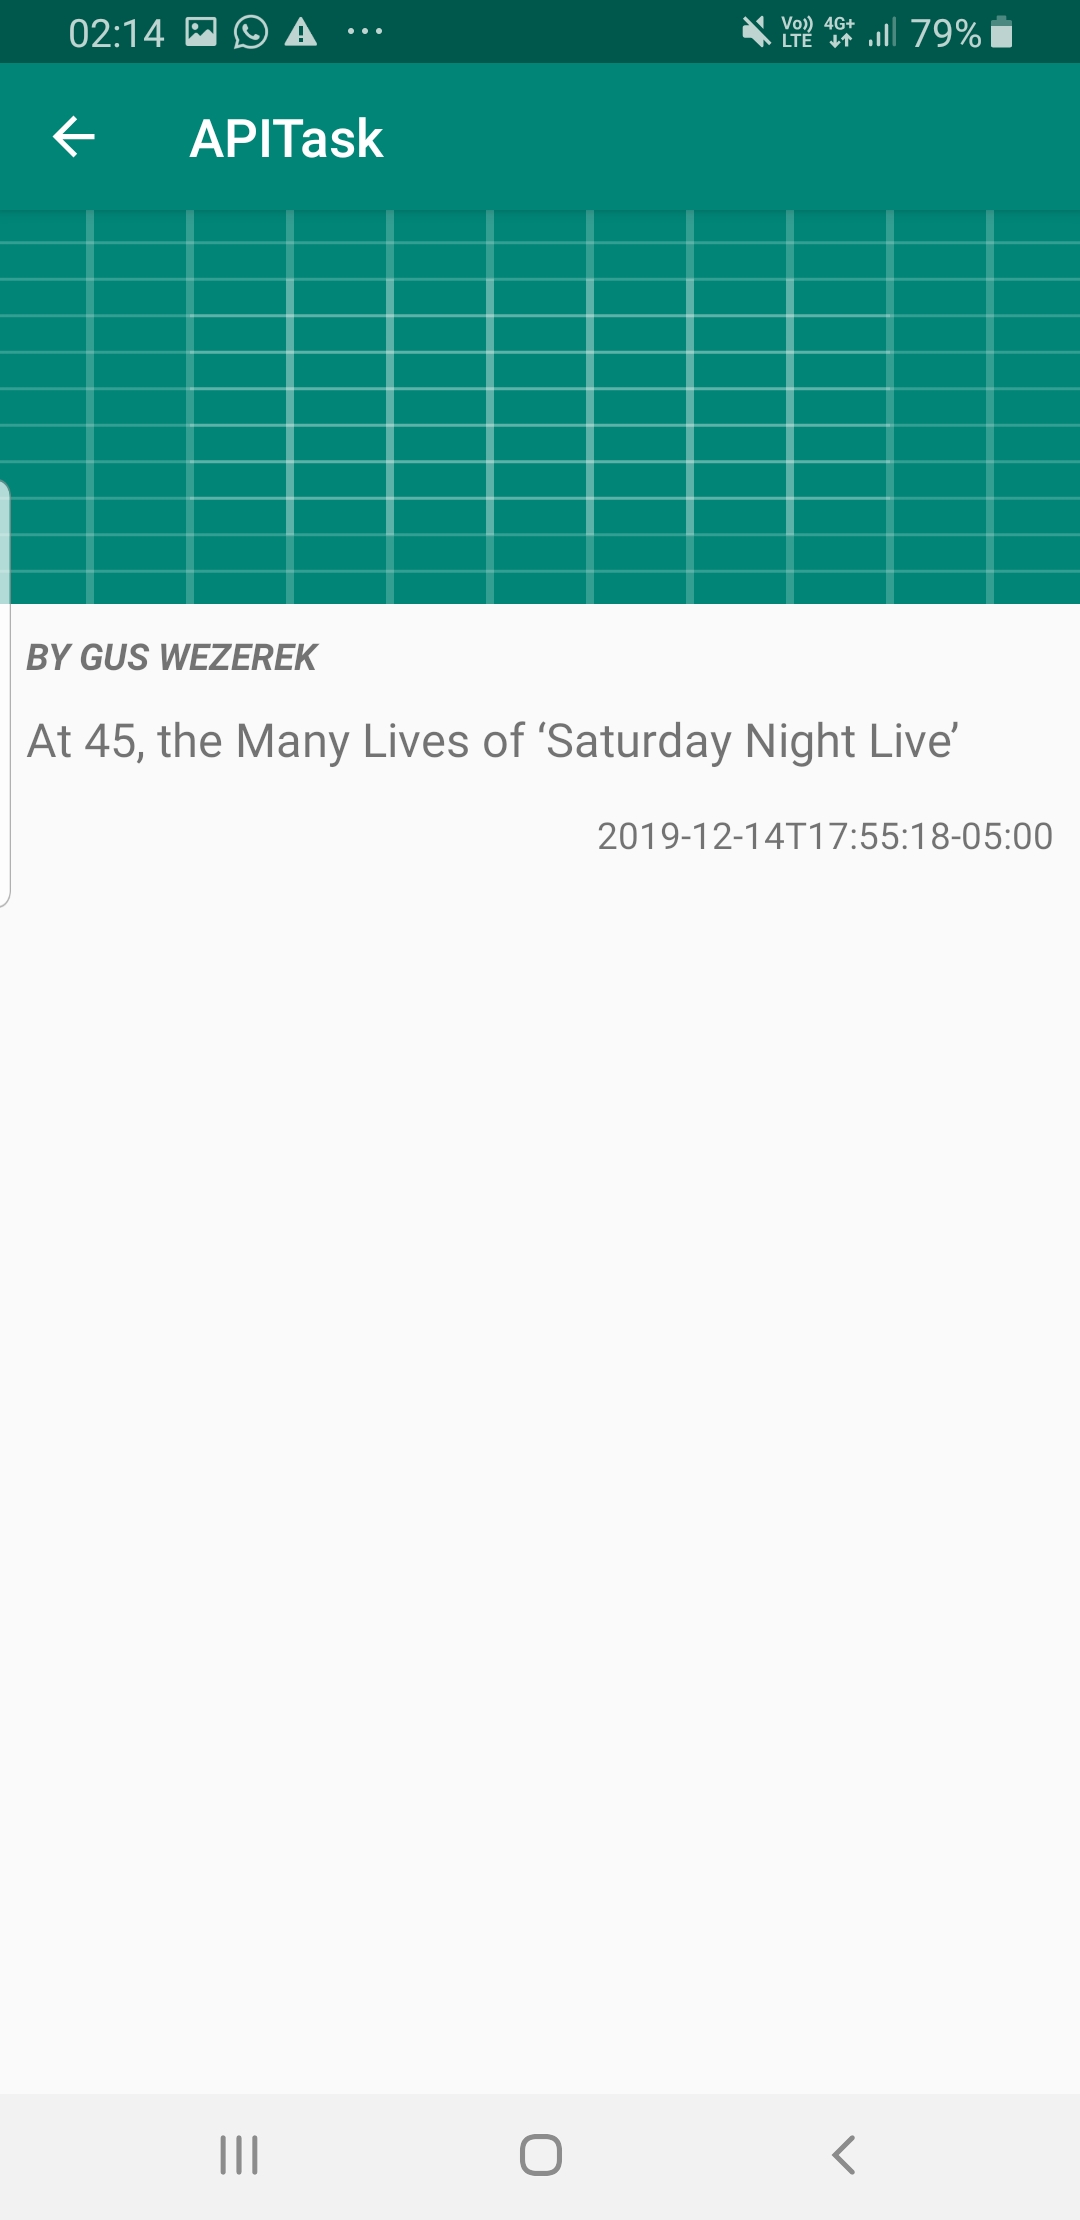 02:14 Vo)) LTE 4G+ 79%
APITask
BY GUS WEZEREK
At 45, the Many Lives of ‘Saturday Night Live’
2019-12-14T17:55:18-05:00